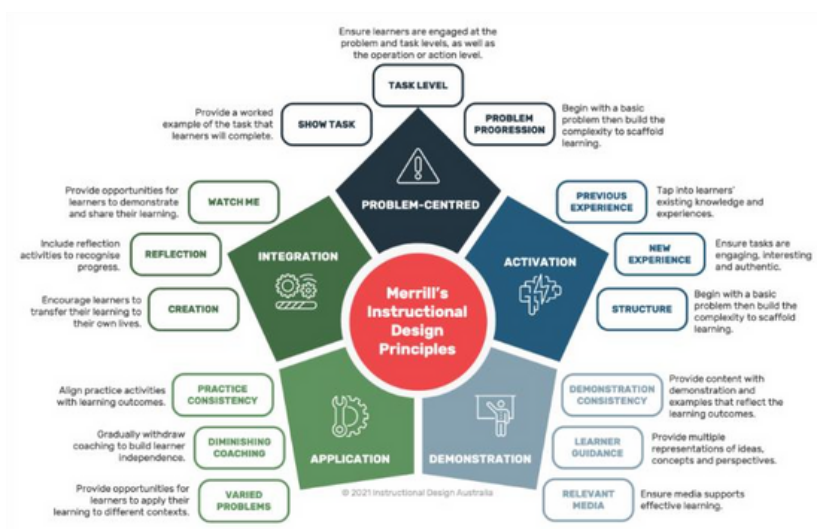 Ensure learners are engaged at the
problem and task levels, as well as
the operation or action level.
TASK LEVEL
Provide a worked
example of the task that
learners will complete.
SHOW TASK
PROBLEM
PROGRESSION
Begin with a basic
problem then build the
complexity to scaffold
learning.
PROBLEM-CENTRED
Provide opportunities for
learners to demonstrate
and share their learning.
WATCH ME
Include reflection
activities to recognise
progress.
REFLECTION
Encourage learners to
transfer their learning to
their own lives.
CREATION
INTEGRATION
PREVIOUS
EXPERIENCE
Tap into learners'
existing knowledge and
experiences.
NEW
EXPERIENCE
Ensure tasks are
engaging, interesting
and authentic.
STRUCTURE
Begin with a basic
problem then build the
complexity to scaffold
learning.
ACTIVATION
Merrill's
Instructional
Design
Principles
Align practice activities
with learning outcomes.
PRACTICE
CONSISTENCY
Gradually withdraw
coaching to build learner
independence.
DIMINISHING
COACHING
Provide opportunities for
learners to apply their
learning to different contexts.
VARIED
PROBLEMS
APPLICATION
DEMONSTRATION
DEMONSTRATION
CONSISTENCY
Provide content with
demonstration and
examples that reflect the
learning outcomes.
LEARNER
GUIDANCE
Provide multiple
representations of ideas,
concepts and perspectives.
RELEVANT
MEDIA
Ensure media supports
effective learning.
© 2021 Instructional Design Australia